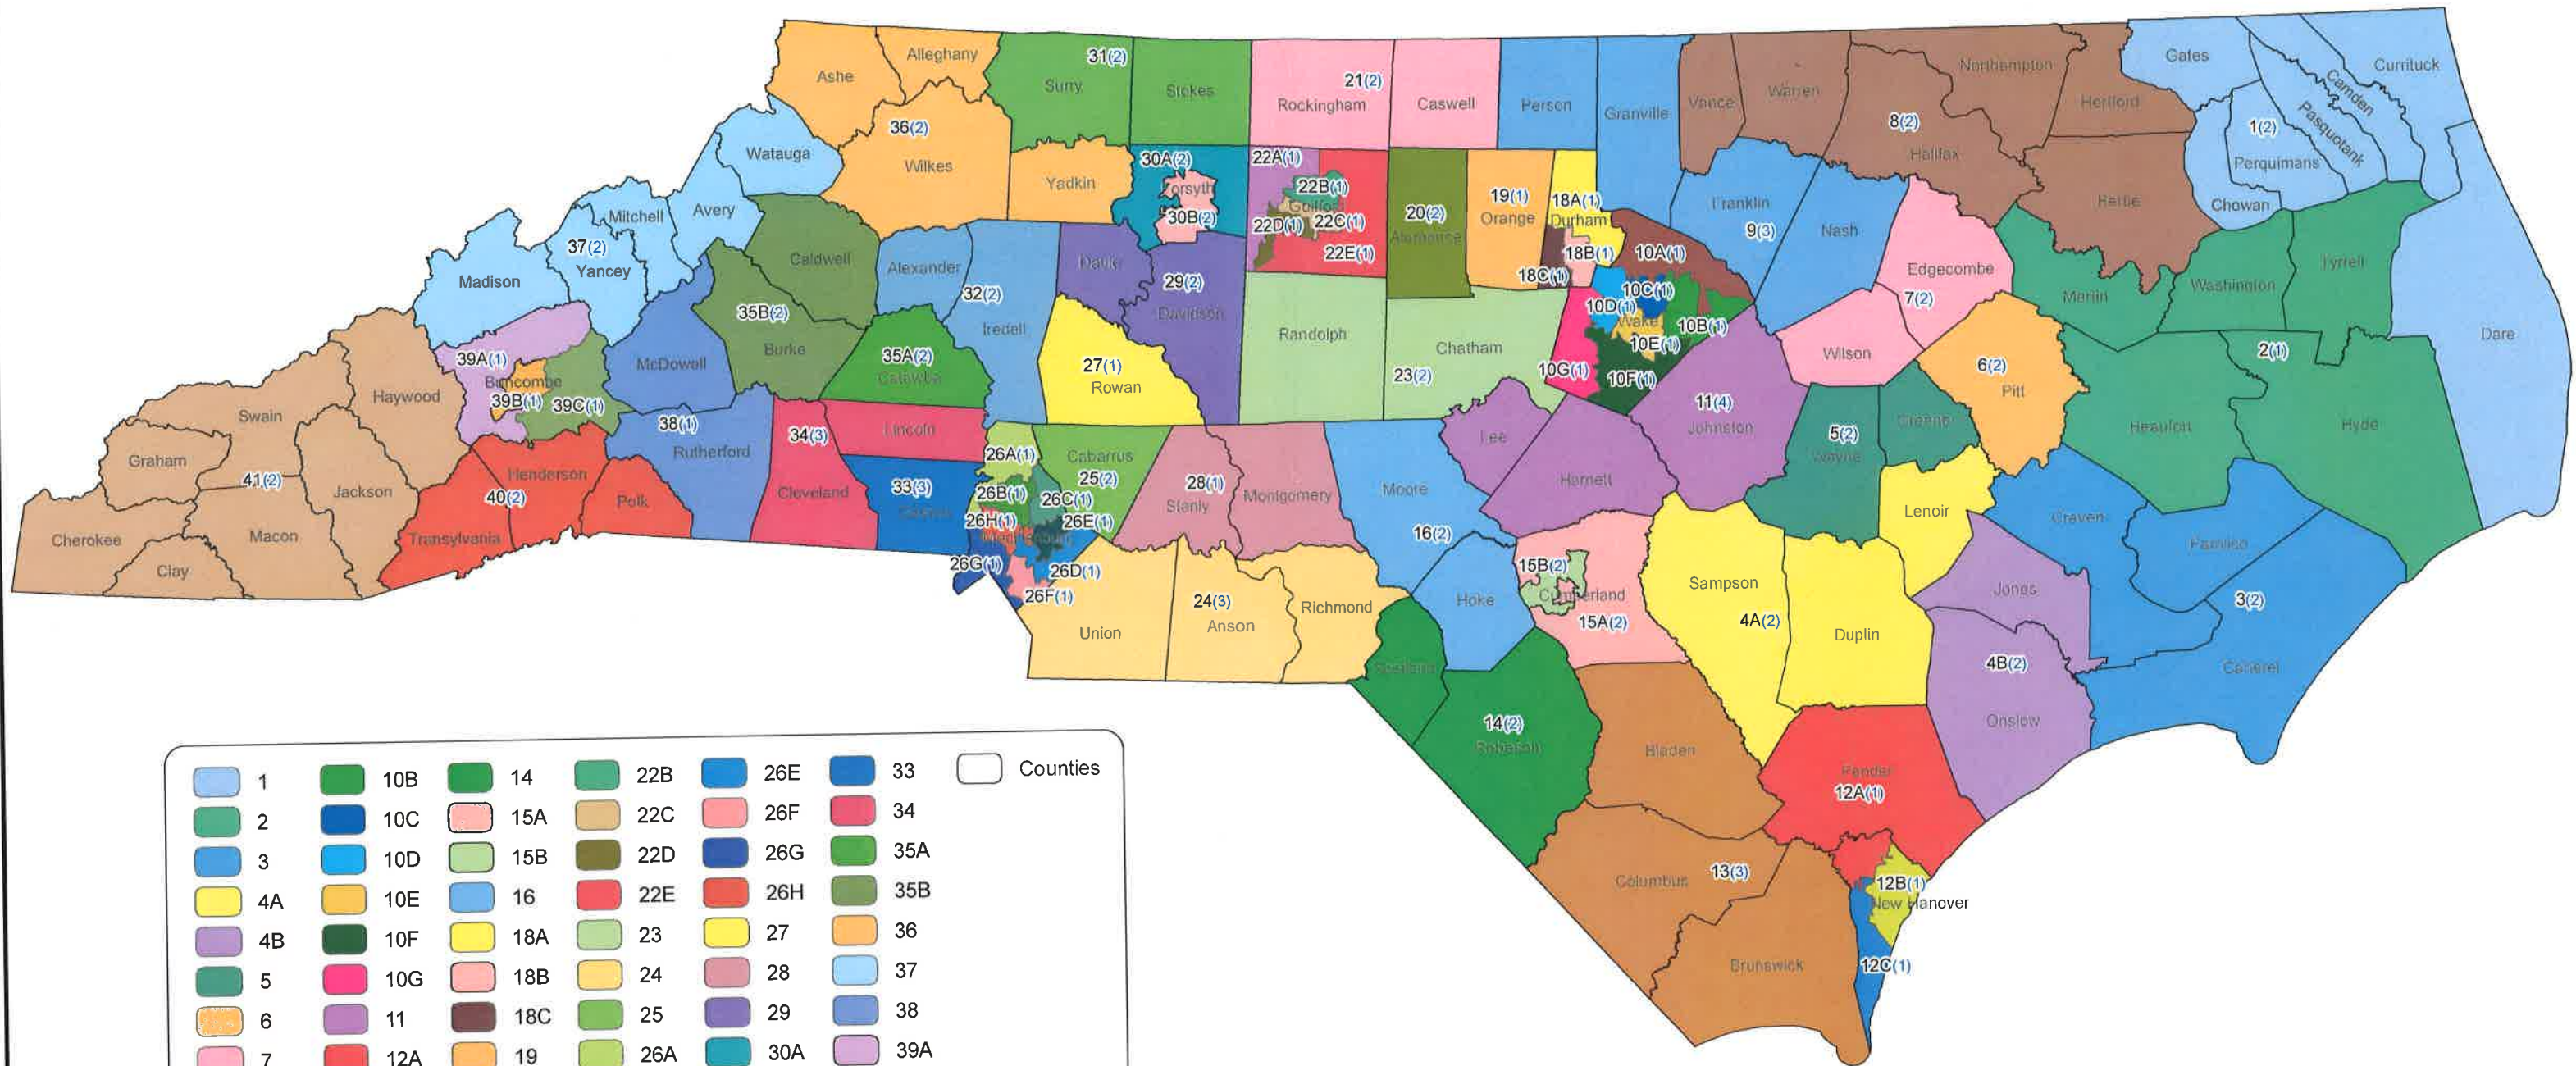 Ashe
Alleghany
Surry
31(2)
Stokes
Rockingham
21(2)
Caswell
Person
Granville
Vance
Warren
8(2)
Halifax
Northampton
Hertford
Gates
Camden
Currituck
Pasquotank
1(2)
Perquimans
Chowan
36(2)
Wilkes
Watauga
Yadkin
30A(2)
Forsyth
30B(2)
22A(1)
22B(1)
Guilford
22C(1)
22D(1)
22E(1)
20(2)
Alamance
19(1)
Orange
18A(1)
Durham
18B(1)
18C(1)
10A(1)
Franklin
9(3)
Nash
Edgecombe
7(2)
Bertie
Martin
Washington
Tyrrell
Dare
Mitchell
Avery
37(2)
Yancey
Madison
Caldwell
Alexander
32(2)
Iredell
Davie
29(2)
Davidson
Randolph
Chatham
23(2)
10C(1)
10D(1)
Wake
10B(1)
10E(1)
10G(1)
10F(1)
Wilson
6(2)
Pitt
2(1)
35B(2)
Burke
McDowell
35A(2)
Catawba
27(1)
Rowan
39A(1)
Buncombe
39B(1)
39C(1)
Haywood
Swain
Graham
41(2)
Jackson
Cherokee
Macon
Clay
38(1)
Rutherford
34(3)
Lincoln
Cleveland
33(3)
40(2)
Henderson
Polk
Transylvania
26A(1)
Cabarrus
25(2)
26B(1)
26C(1)
26H(1)
26E(1)
Mecklenburg
26G(1)
26D(1)
26F(1)
28(1)
Stanly
Montgomery
Moore
16(2)
Lee
Harnett
11(4)
Johnston
5(2)
Wayne
Greene
Beaufort
Hyde
Lenoir
Craven
Pamlico
Jones
3(2)
Carteret
Union
24(3)
Anson
Richmond
Hoke
15B(2)
Cumberland
15A(2)
Sampson
4A(2)
Duplin
4B(2)
Onslow
Scotland
14(2)
Robeson
Bladen
Pender
12A(1)
Columbus
13(3)
Brunswick
12B(1)
New Hanover
12C(1)
1 10B 14 22B 26E 33 Counties
2 10C 15A 22C 26F 34
3 10D 15B 22D 26G 35A
4A 10E 16 22E 26H 35B
4B 10F 18A 23 27 36
5 10G 18B 24 28 37
6 11 18C 25 29 38
7 12A 19 26A 30A 39A